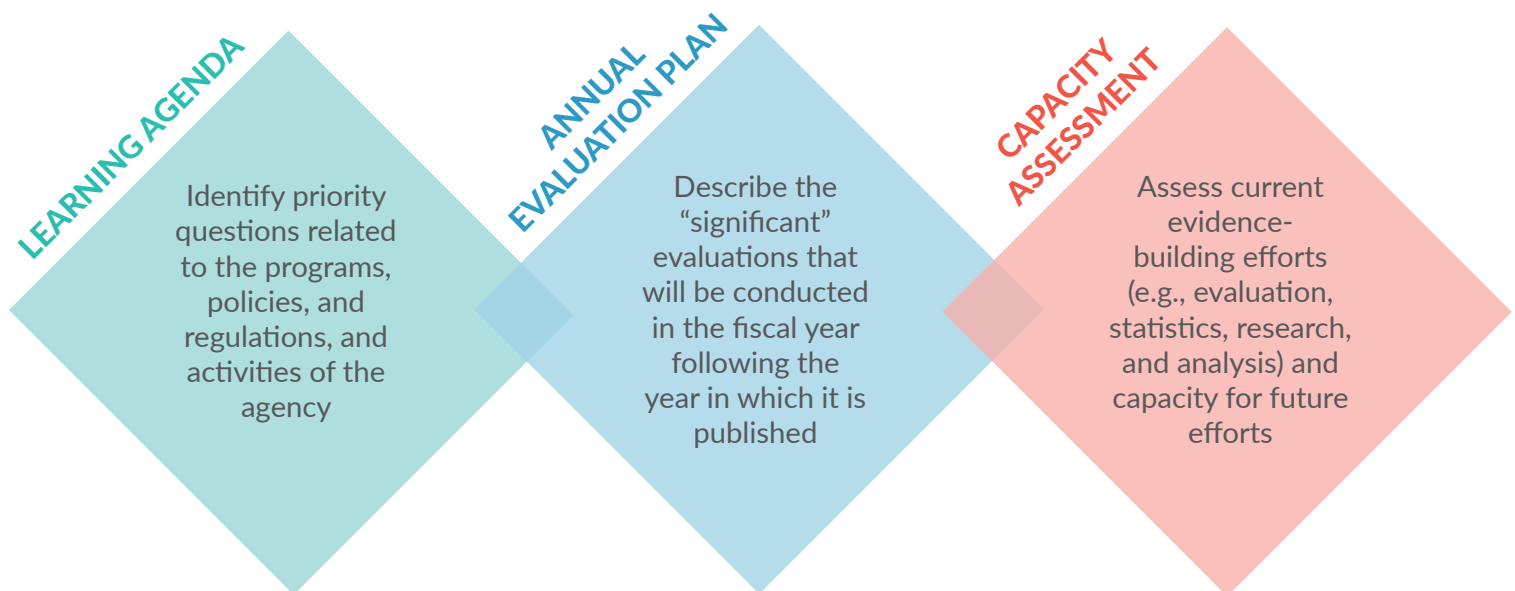 LEARNING AGENDA
Identify priority
questions related
to the programs,
policies, and
regulations, and
activities of the
agency
ANNUAL
EVALUATION PLAN
Describe the
“significant”
evaluations that
will be conducted
in the fiscal year
following the
year in which it is
published
CAPACITY
ASSESSMENT
Assess current
evidence-
building efforts
(e.g., evaluation,
statistics, research,
and analysis) and
capacity for future
efforts